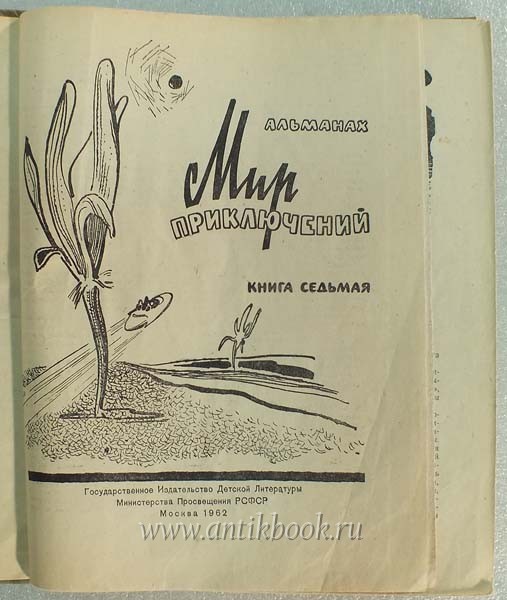 АЛЬМАНАХ
Мир
ПРИКЛЮЧЕНИЙ
КНИГА СЕДЬМАЯ
Государственное Издательство Детской Литературы
Министерства Просвещения РСФСР
Москва 1962
www.antikbook.ru